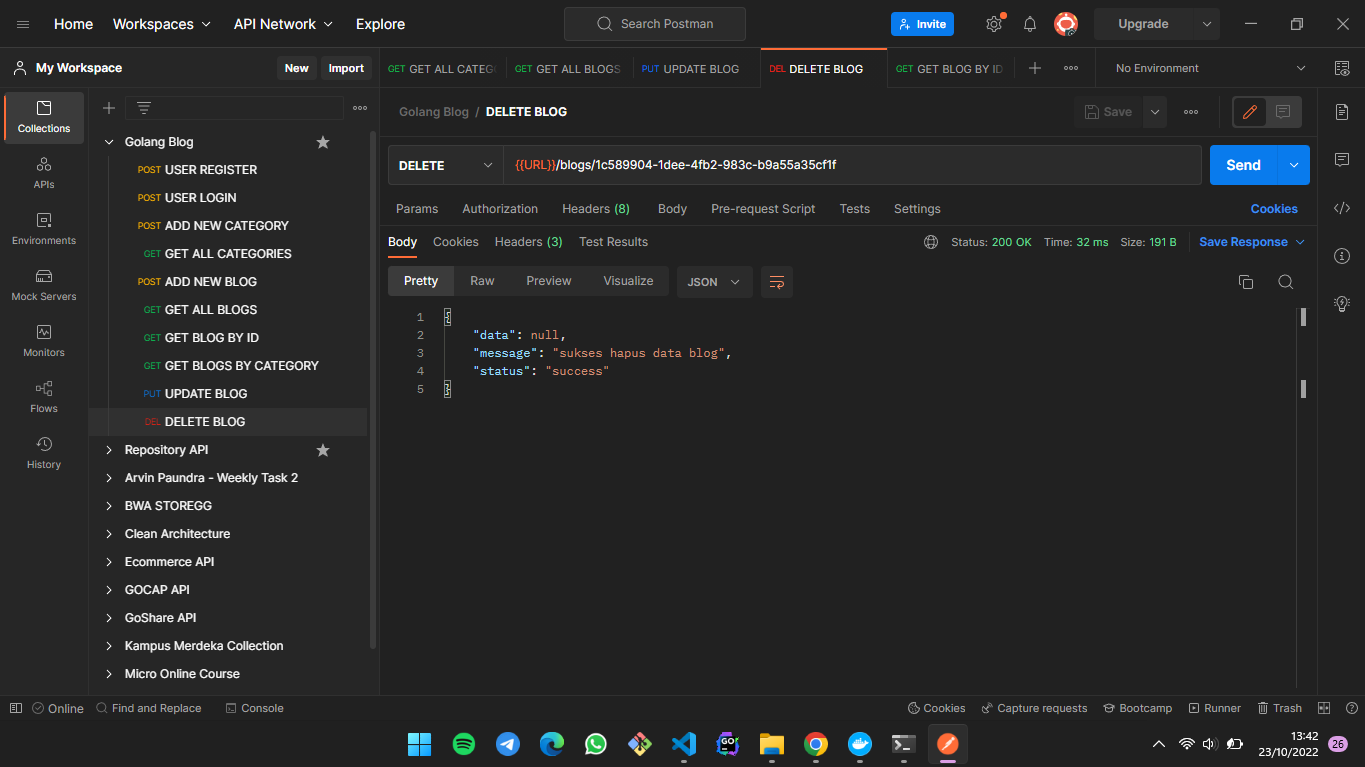 Home Workspaces API Network Explore Search Postman Invite Upgrade
My Workspace New Import
GET GET ALL CATEG GET GET ALL BLOGS PUT UPDATE BLOG DEL DELETE BLOG GET GET BLOG BY ID No Environment
Collections
APIs
Environments
Mock Servers
Monitors
Flows
History
Golang Blog
POST USER REGISTER
POST USER LOGIN
POST ADD NEW CATEGORY
GET GET ALL CATEGORIES
POST ADD NEW BLOG
GET GET ALL BLOGS
GET GET BLOG BY ID
GET GET BLOGS BY CATEGORY
PUT UPDATE BLOG
DEL DELETE BLOG
Repository API
Arvin Paundra - Weekly Task 2
BWA STOREGG
Clean Architecture
Ecommerce API
GOCAP API
GoShare API
Kampus Merdeka Collection
Micro Online Course
Golang Blog / DELETE BLOG Save
DELETE {{URL}}/blogs/1c589904-1dee-4fb2-983c-b9a55a35cf1f Send
Params Authorization Headers (8) Body Pre-request Script Tests Settings Cookies
Body Cookies Headers (3) Test Results Status: 200 OK Time: 32 ms Size: 191 B Save Response
Pretty Raw Preview Visualize JSON
1 {
2 "data": null,
3 "message": "sukses hapus data blog",
4 "status": "success"
5 }
Online Find and Replace Console Cookies Capture requests Bootcamp Runner Trash
GO
13:42
23/10/2022 26